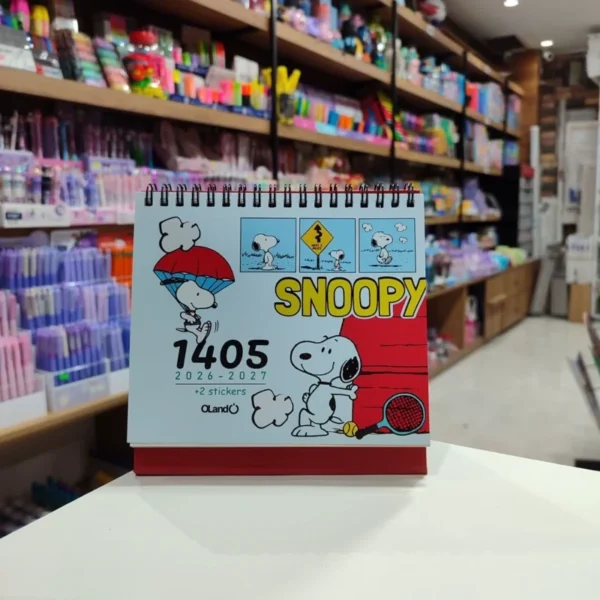 SNOOPY
1405
2026-2027
+2 stickers
OLand